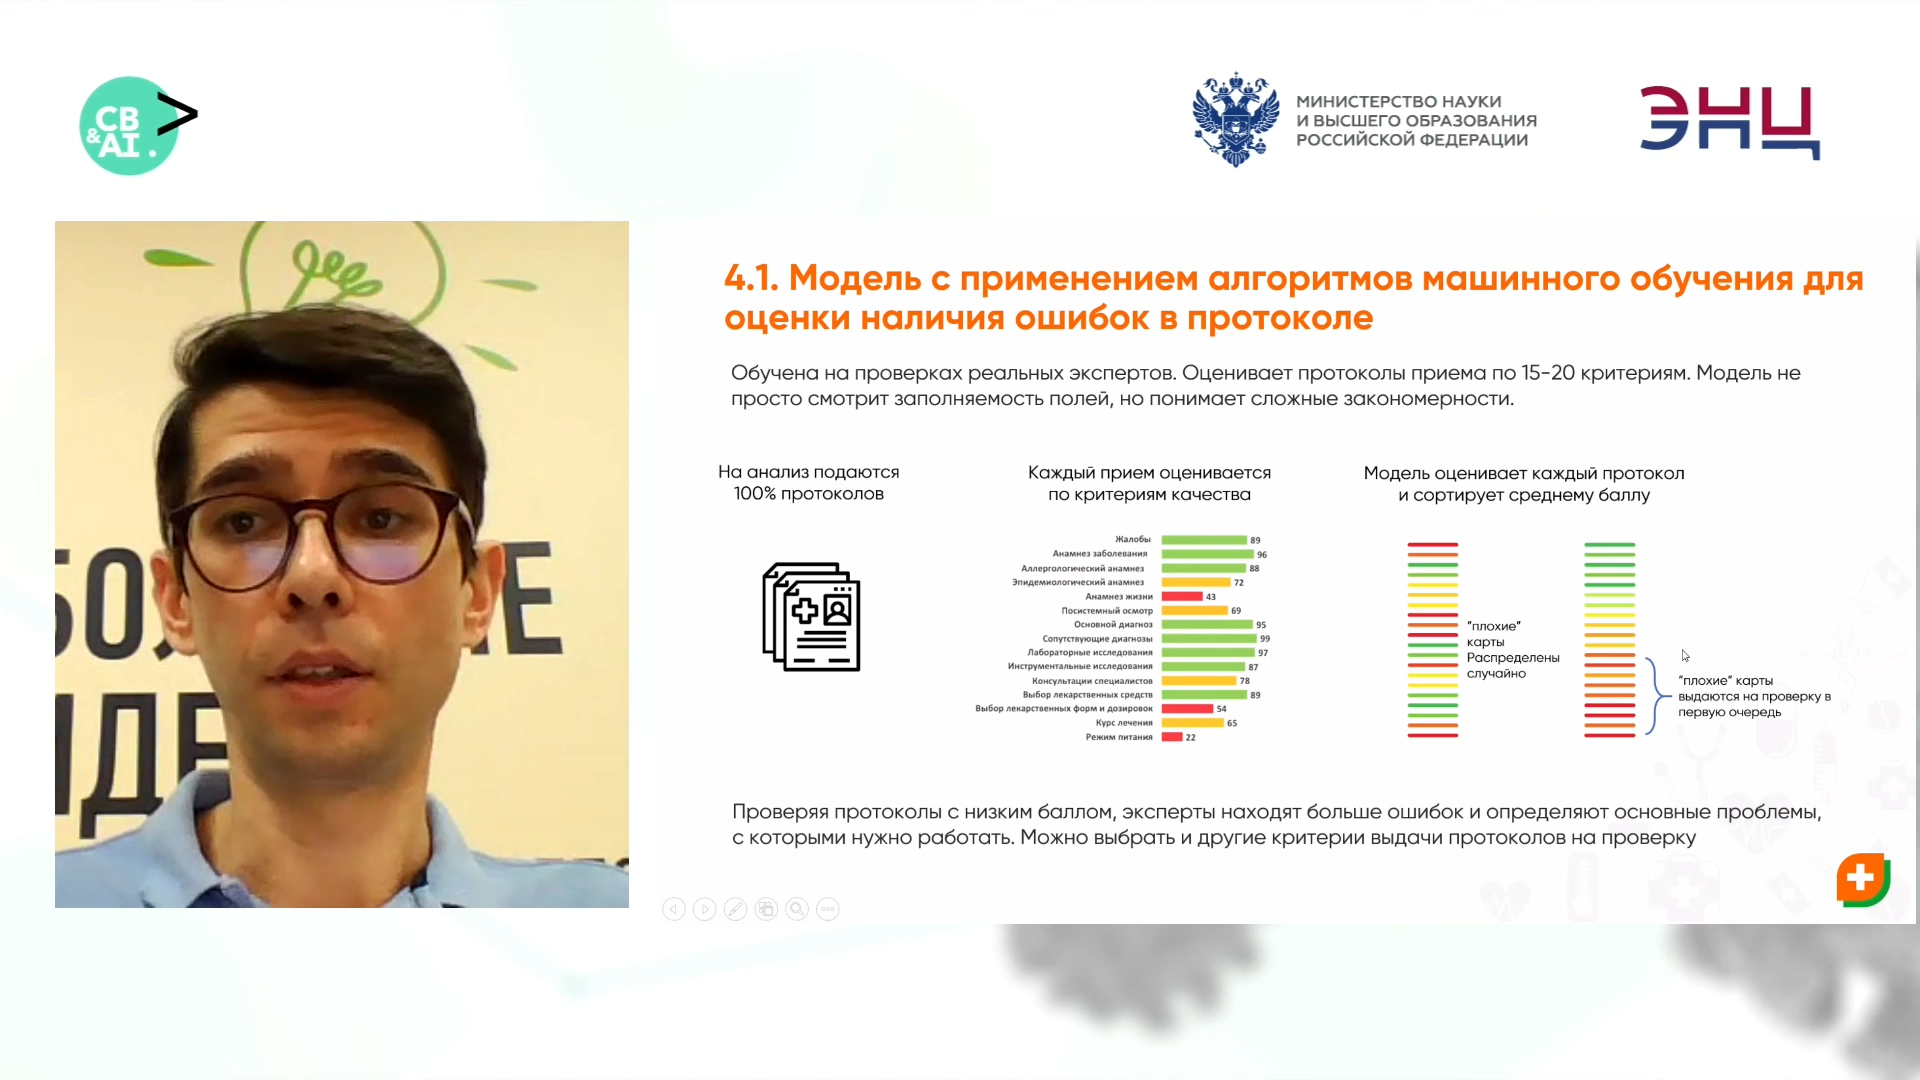 CB
&AI.
>
МИНИСТЕРСТВО НАУКИ
И ВЫСШЕГО ОБРАЗОВАНИЯ
РОССИЙСКОЙ ФЕДЕРАЦИИ
ЭНЦ
4.1. Модель с применением алгоритмов машинного обучения для
оценки наличия ошибок в протоколе
Обучена на проверках реальных экспертов. Оценивает протоколы приема по 15-20 критериям. Модель не
просто смотрит заполняемость полей, но понимает сложные закономерности.
На анализ подаются
100% протоколов
Каждый прием оценивается
по критериям качества
Жалобы 89
Анамнез заболевания 96
Аллергологический анамнез 88
Эпидемиологический анамнез 72
Анамнез жизни 43
Посистемный осмотр 69
Основной диагноз 95
Сопутствующие диагнозы 99
Лабораторные исследования 97
Инструментальные исследования 87
Консультации специалистов 78
Выбор лекарственных средств 89
Выбор лекарственных форм и дозировок 54
Курс лечения 65
Режим питания 22
Модель оценивает каждый протокол
и сортирует среднему баллу
"плохие"
карты
Распределены
случайно
"плохие" карты
выдаются на проверку в
первую очередь
Проверяя протоколы с низким баллом, эксперты находят больше ошибок и определяют основные проблемы,
с которыми нужно работать. Можно выбрать и другие критерии выдачи протоколов на проверку